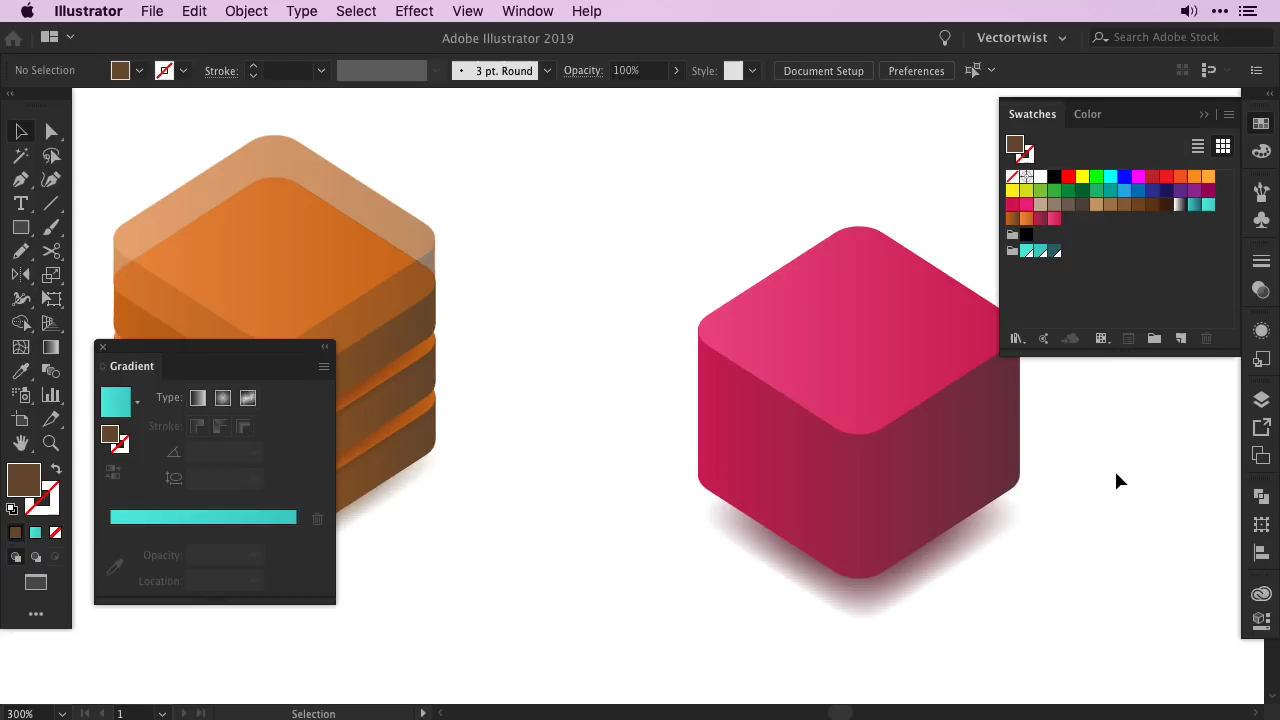 Illustrator File Edit Object Type Select Effect View Window Help
Adobe Illustrator 2019
Vectortwist
Search Adobe Stock
No Selection
Stroke:
3 pt. Round
Opacity: 100%
Style:
Document Setup
Preferences
Swatches Color
Gradient
Type:
Stroke:
Opacity:
Location:
300%
1
Selection